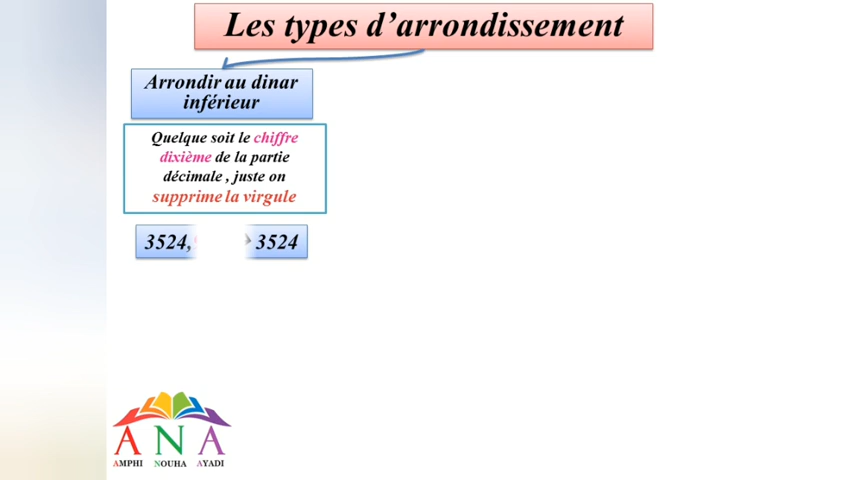 Les types d’arrondissement
Arrondir au dinar
inférieur
Quelque soit le chiffre
dixième de la partie
décimale , juste on
supprime la virgule
3524, 3524
A N A
AMPHI NOUHA AYADI